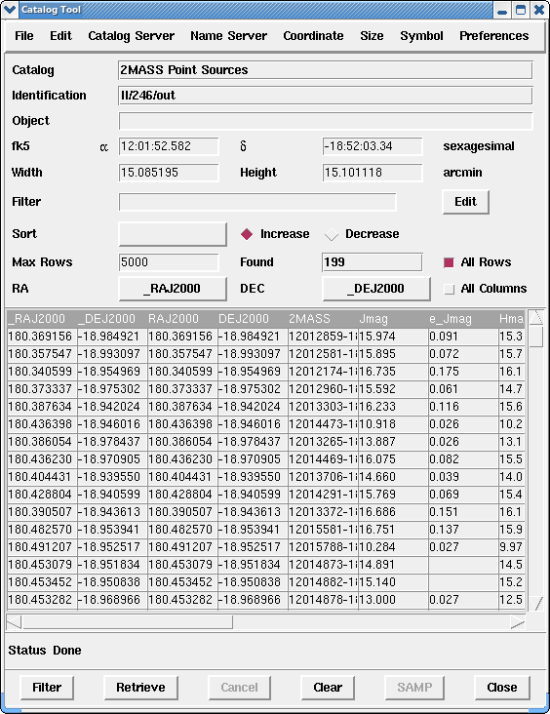 Catalog Tool
File Edit Catalog Server Name Server Coordinate Size Symbol Preferences
Catalog 2MASS Point Sources
Identification II/246/out
Object
fk5 α 12:01:52.582 δ -18:52:03.34 sexagesimal
Width 15.085195 Height 15.101118 arcmin
Filter Edit
Sort Increase Decrease
Max Rows 5000 Found 199 All Rows
RA _RAJ2000 DEC _DEJ2000 All Columns
_RAJ2000 _DEJ2000 RAJ2000 DEJ2000 2MASS Jmag e_Jmag Hma
180.369156 -18.984921 180.369156 -18.984921 12012859-18 15.974 0.091 15.3
180.357547 -18.993097 180.357547 -18.993097 12012581-18 15.895 0.072 15.7
180.340599 -18.954969 180.340599 -18.954969 12012174-18 16.735 0.175 16.1
180.373337 -18.975302 180.373337 -18.975302 12012960-18 15.592 0.061 14.7
180.387634 -18.942024 180.387634 -18.942024 12013303-18 16.233 0.116 15.6
180.436398 -18.946016 180.436398 -18.946016 12014473-18 10.918 0.026 10.2
180.386054 -18.978437 180.386054 -18.978437 12013265-18 13.887 0.026 13.1
180.436230 -18.970905 180.436230 -18.970905 12014469-18 16.075 0.082 15.5
180.404431 -18.939550 180.404431 -18.939550 12013706-18 14.660 0.039 14.0
180.428804 -18.940599 180.428804 -18.940599 12014291-18 15.769 0.069 15.4
180.390507 -18.943613 180.390507 -18.943613 12013372-18 16.686 0.151 16.1
180.482570 -18.953941 180.482570 -18.953941 12015581-18 16.751 0.137 15.9
180.491207 -18.952517 180.491207 -18.952517 12015788-18 10.284 0.027 9.97
180.453079 -18.951834 180.453079 -18.951834 12014873-18 14.891 14.5
180.453452 -18.950838 180.453452 -18.950838 12014882-18 15.140 15.2
180.453282 -18.968966 180.453282 -18.968966 12014878-18 13.000 0.027 12.5
Status Done
Filter Retrieve Cancel Clear SAMP Close